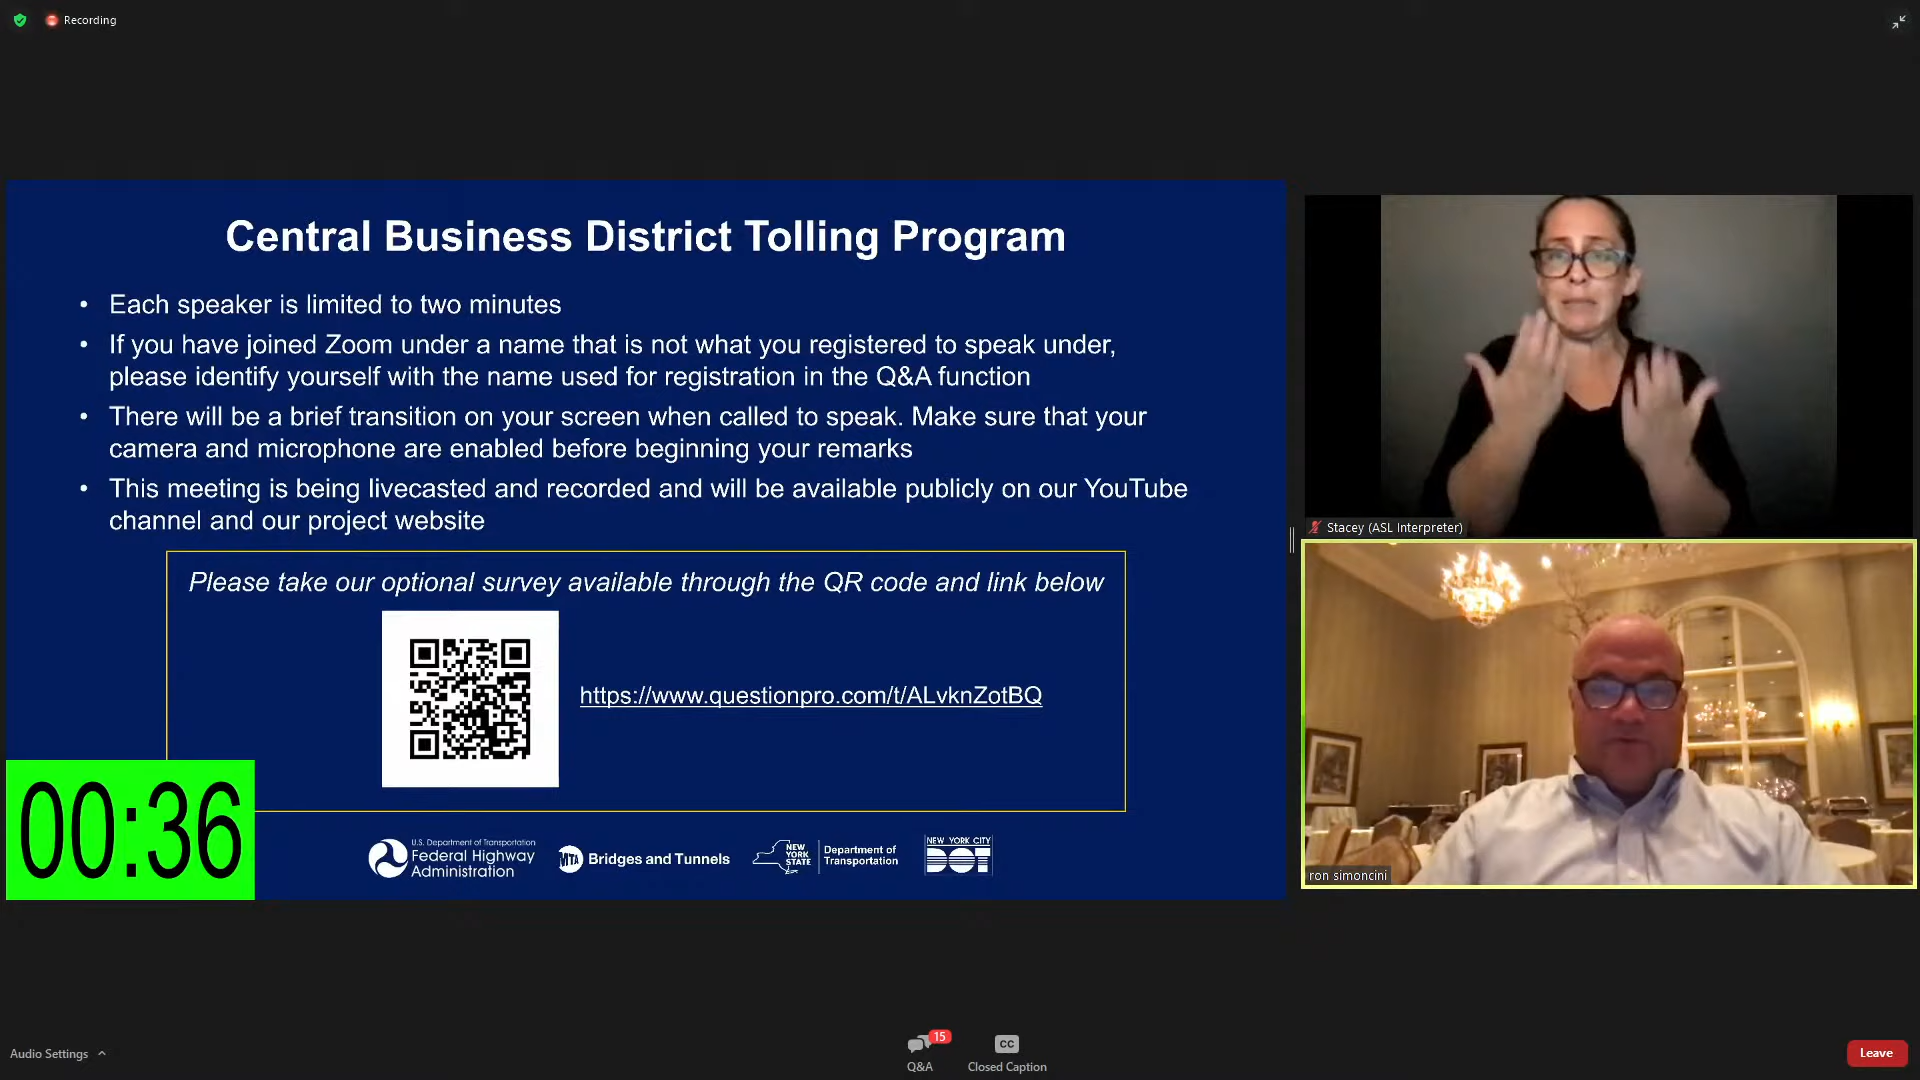 Recording
Central Business District Tolling Program
• Each speaker is limited to two minutes
• If you have joined Zoom under a name that is not what you registered to speak under,
please identify yourself with the name used for registration in the Q&A function
• There will be a brief transition on your screen when called to speak. Make sure that your
camera and microphone are enabled before beginning your remarks
• This meeting is being livecasted and recorded and will be available publicly on our YouTube
channel and our project website
Please take our optional survey available through the QR code and link below
https://www.questionpro.com/t/ALvknZotBQ
00:36
U.S. Department of Transportation
Federal Highway
Administration
MTA Bridges and Tunnels
NEW
YORK
STATE
Department of
Transportation
NEW YORK CITY
DOT
Stacey (ASL Interpreter)
ron simoncini
Audio Settings
15
Q&A
CC
Closed Caption
Leave